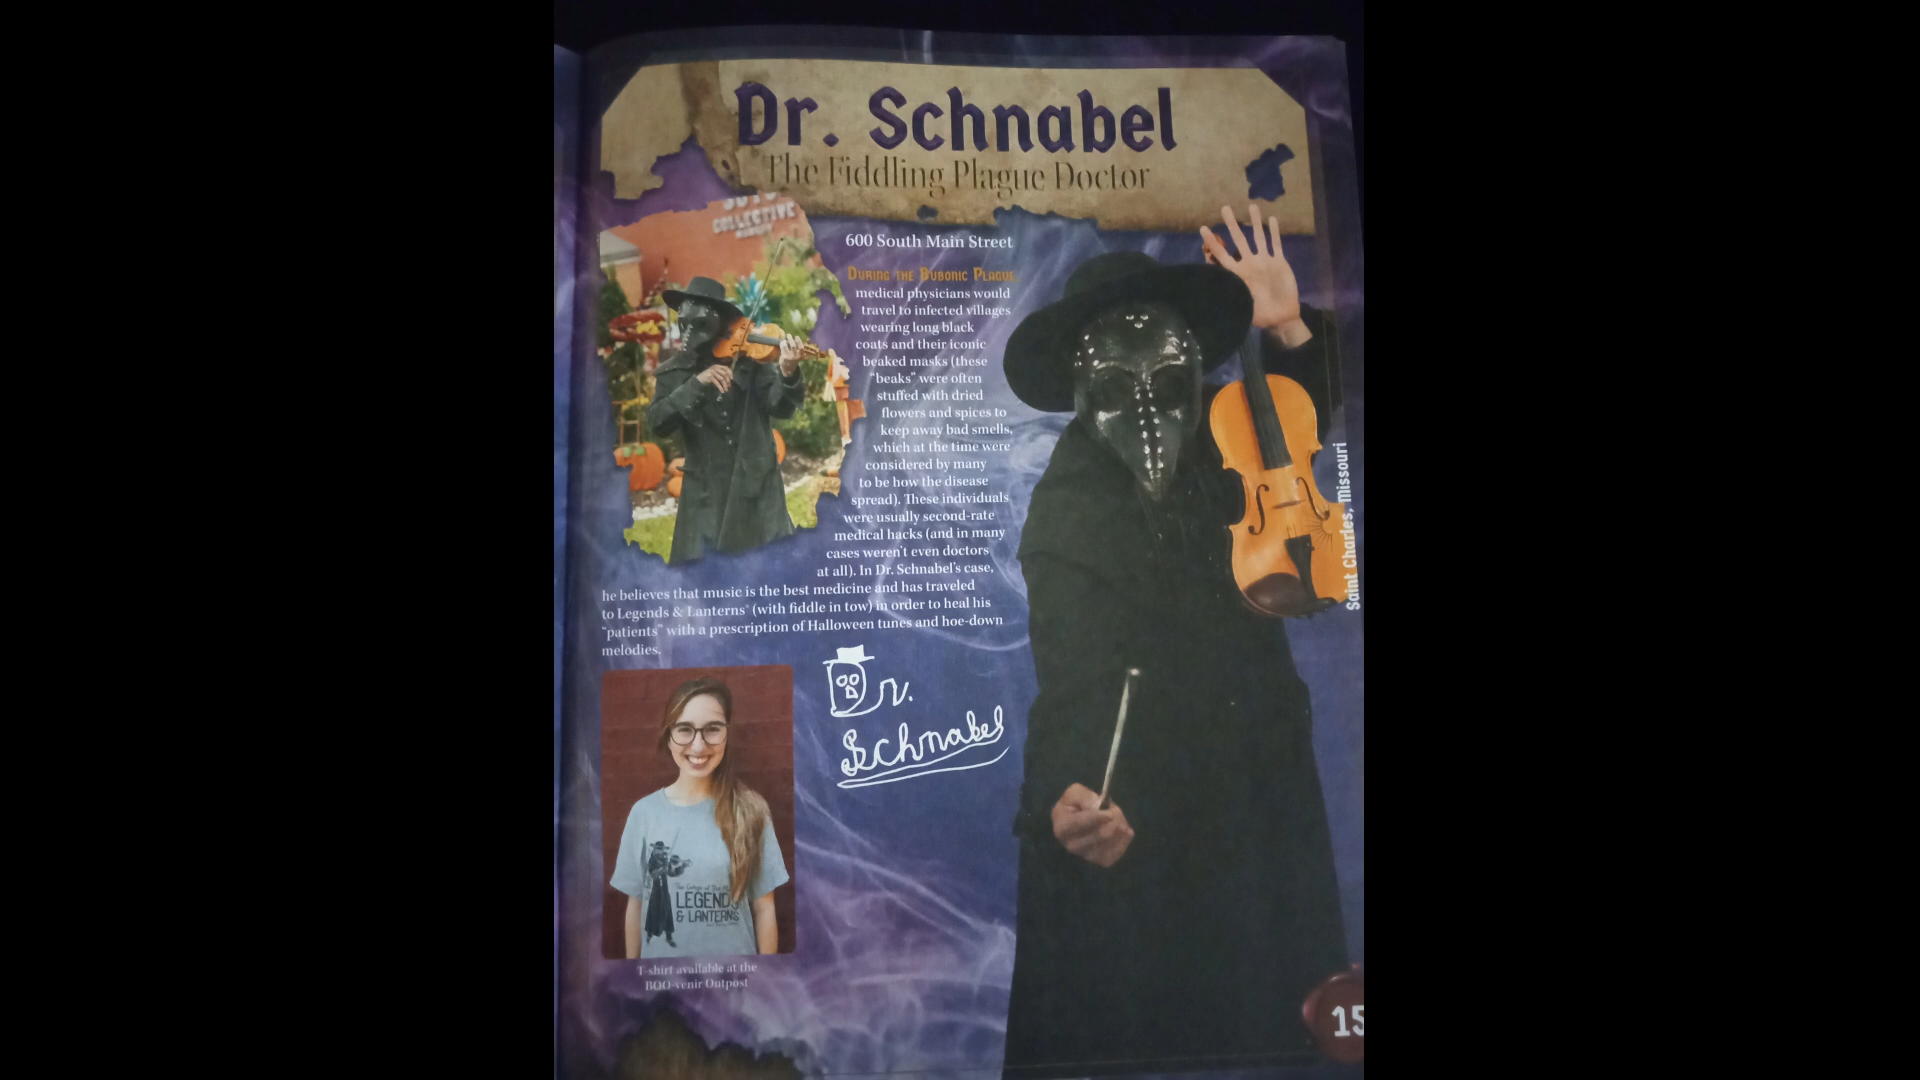 Dr. Schnabel
The Fiddling Plague Doctor
COLLECTIVE
600 South Main Street
During the Bubonic Plague
medical physicians would
travel to infected villages
wearing long black
coats and their iconic
beaked masks (these
“beaks” were often
stuffed with dried
flowers and spices to
keep away bad smells,
which at the time were
considered by many
to be how the disease
spread). These individuals
were usually second-rate
medical hacks (and in many
cases weren't even doctors
at all). In Dr. Schnabel's case,
he believes that music is the best medicine and has traveled
to Legends & Lanterns® (with fiddle in tow) in order to heal his
“patients” with a prescription of Halloween tunes and hoe-down
melodies.
Dr.
Schnabel
LEGENDS
& LANTERNS
T-shirt available at the
BOO-venir Outpost
Saint Charles, Missouri
15